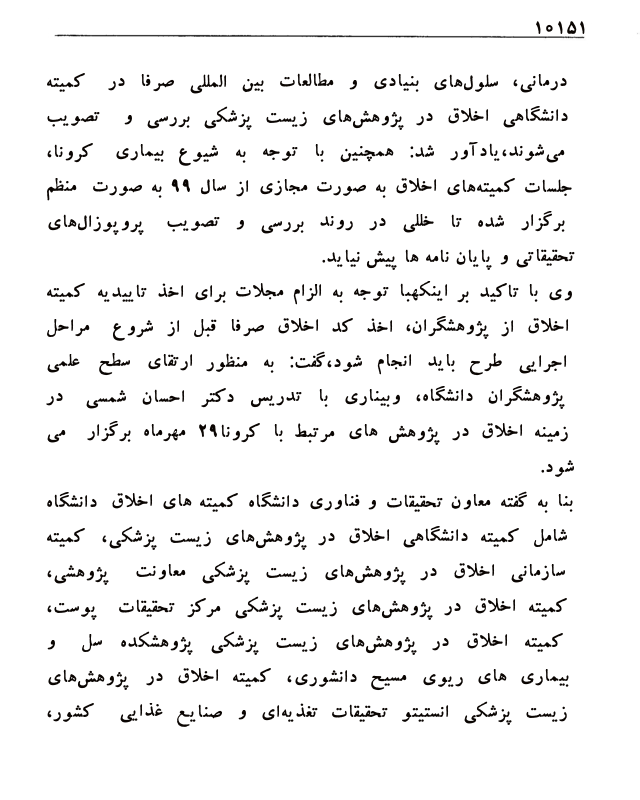 ۱۰۱۵۱
درمانی، سلول‌های بنیادی و مطالعات بین المللی صرفا در کمیته
دانشگاهی اخلاق در پژوهش‌های زیست پزشکی بررسی و تصویب
می‌شوند،یادآور شد: همچنین با توجه به شیوع بیماری کرونا،
جلسات کمیته‌های اخلاق به صورت مجازی از سال ۹۹ به صورت منظم
برگزار شده تا خللی در روند بررسی و تصویب پروپوزال‌های
تحقیقاتی و پایان نامه ها پیش نیاید.
وی با تاکید بر اینکهبا توجه به الزام مجلات برای اخذ تاییدیه کمیته
اخلاق از پژوهشگران، اخذ کد اخلاق صرفا قبل از شروع مراحل
اجرایی طرح باید انجام شود،گفت: به منظور ارتقای سطح علمی
پژوهشگران دانشگاه، وبیناری با تدریس دکتر احسان شمسی در
زمینه اخلاق در پژوهش های مرتبط با کرونا۲۹ مهرماه برگزار می
شود.
بنا به گفته معاون تحقیقات و فناوری دانشگاه کمیته های اخلاق دانشگاه
شامل کمیته دانشگاهی اخلاق در پژوهش‌های زیست پزشکی، کمیته
سازمانی اخلاق در پژوهش‌های زیست پزشکی معاونت پژوهشی،
کمیته اخلاق در پژوهش‌های زیست پزشکی مرکز تحقیقات پوست،
کمیته اخلاق در پژوهش‌های زیست پزشکی پژوهشکده سل و
بیماری های ریوی مسیح دانشوری، کمیته اخلاق در پژوهش‌های
زیست پزشکی انستیتو تحقیقات تغذیه‌ای و صنایع غذایی کشور،